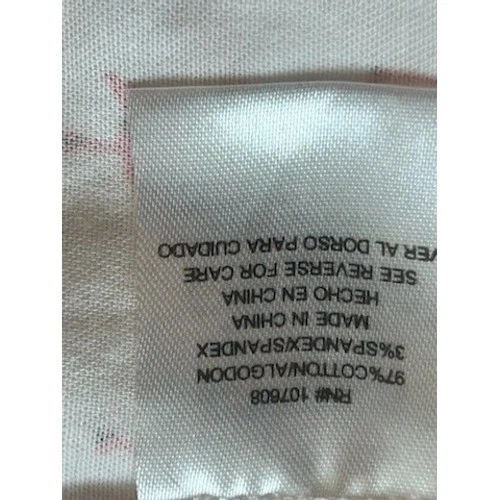 RN# 107608
97%COTTON/ALGODON
3%SPANDEX/SPANDEX
MADE IN CHINA
HECHO EN CHINA
SEE REVERSE FOR CARE
VER AL DORSO PARA CUIDADO